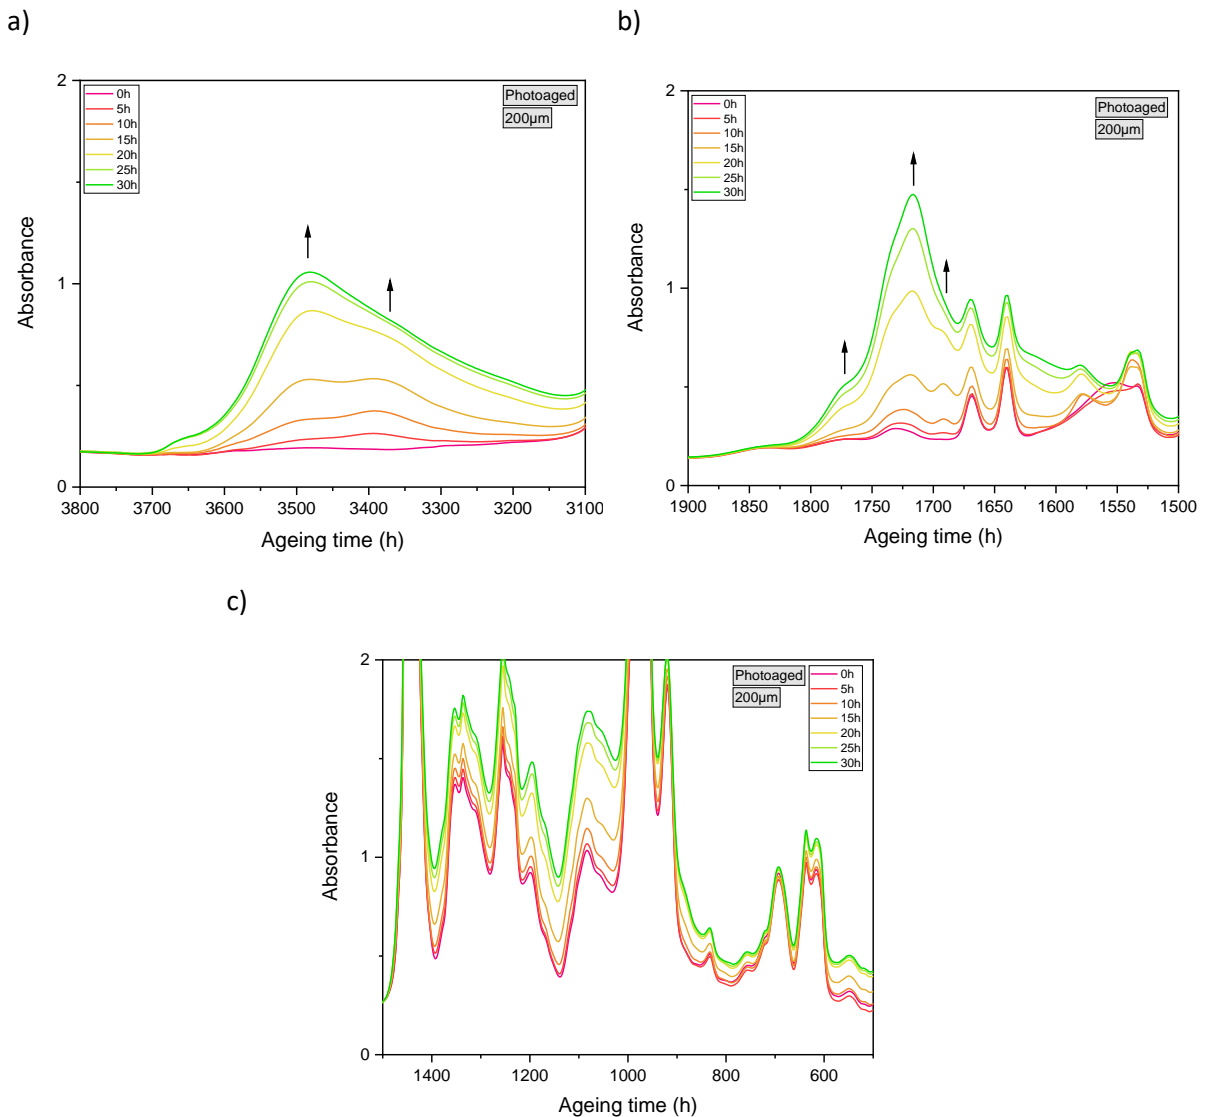 a)
Absorbance
2
1
0
0h
5h
10h
15h
20h
25h
30h
Photoaged
200µm
3800 3700 3600 3500 3400 3300 3200 3100
Ageing time (h)
b)
Absorbance
2
1
0
0h
5h
10h
15h
20h
25h
30h
Photoaged
200µm
1900 1850 1800 1750 1700 1650 1600 1550 1500
Ageing time (h)
c)
Absorbance
2
1
0
Photoaged
200µm
0h
5h
10h
15h
20h
25h
30h
1400 1200 1000 800 600
Ageing time (h)